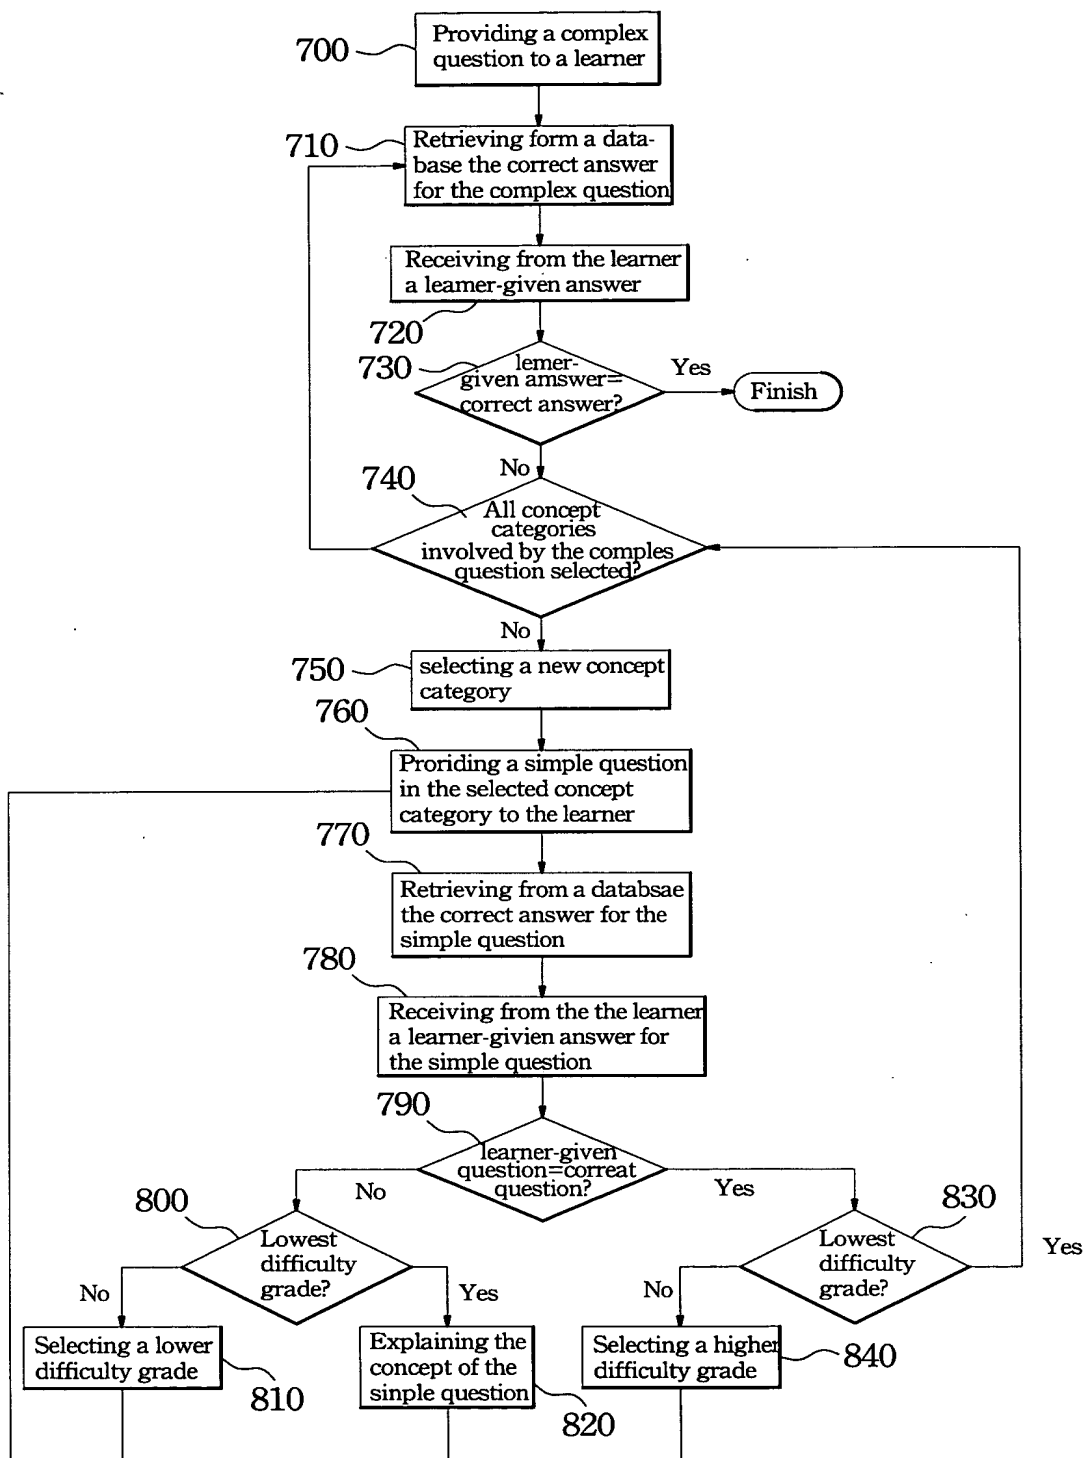 700
Providing a complex
question to a learner
710
Retrieving form a data-
base the correct answer
for the complex question
Receiving from the learner
a learner-given answer
720
730
lemer-
given amswer=
correct answer?
Yes
Finish
No
740
All concept
categories
involved by the comples
question selected?
No
750
selecting a new concept
category
760
Proriding a simple question
in the selected concept
category to the learner
770
Retrieving from a databsae
the correct answer for the
simple question
780
Receiving from the the learner
a learner-givien answer for
the simple question
790
learner-given
question=correat
question?
No
Yes
800
Lowest
difficulty
grade?
830
Lowest
difficulty
grade?
Yes
No
Yes
No
Selecting a lower
difficulty grade
810
Explaining the
concept of the
sinple question
820
Selecting a higher
difficulty grade
840